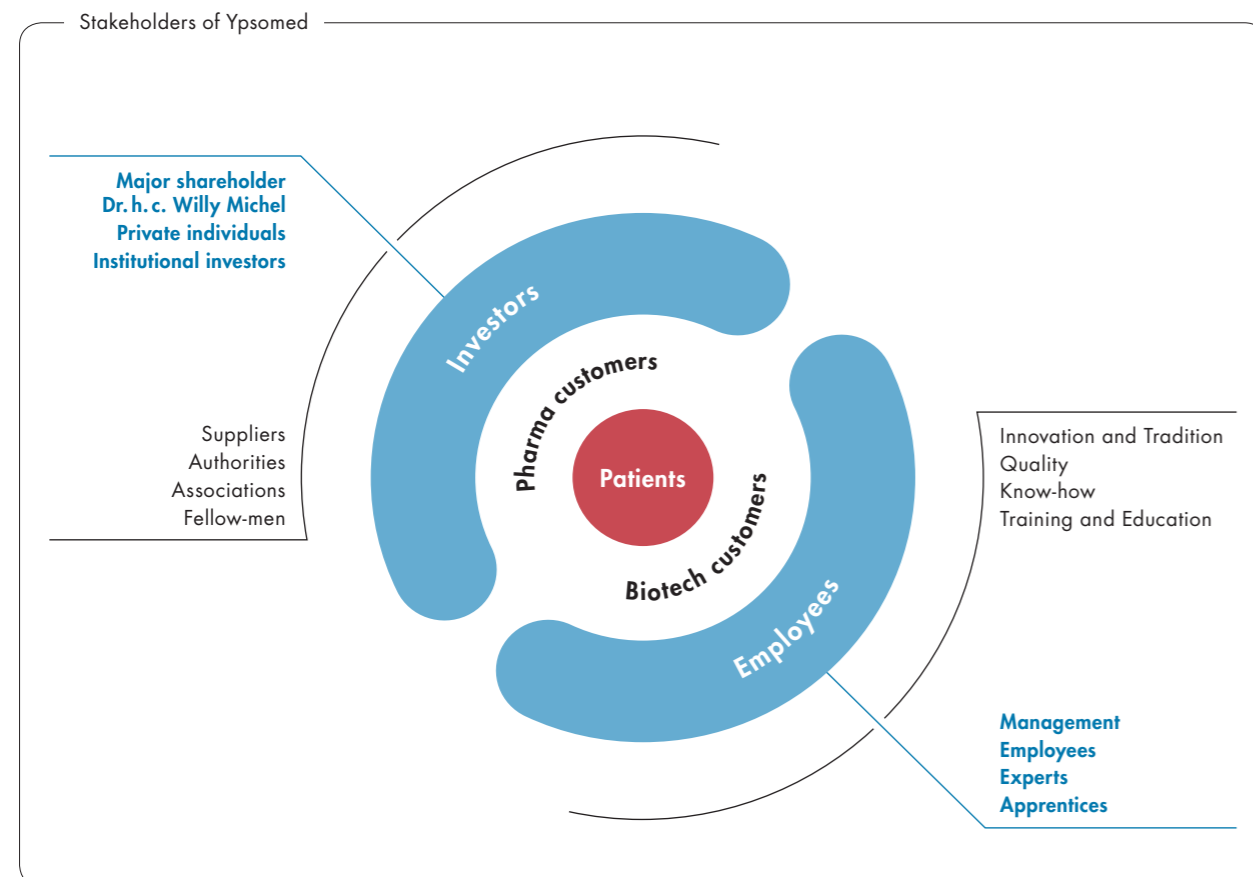 Stakeholders of Ypsomed
Major shareholder
Dr. h. c. Willy Michel
Private individuals
Institutional investors
Investors
Pharma customers
Patients
Biotech customers
Employees
Suppliers
Authorities
Associations
Fellow-men
Innovation and Tradition
Quality
Know-how
Training and Education
Management
Employees
Experts
Apprentices